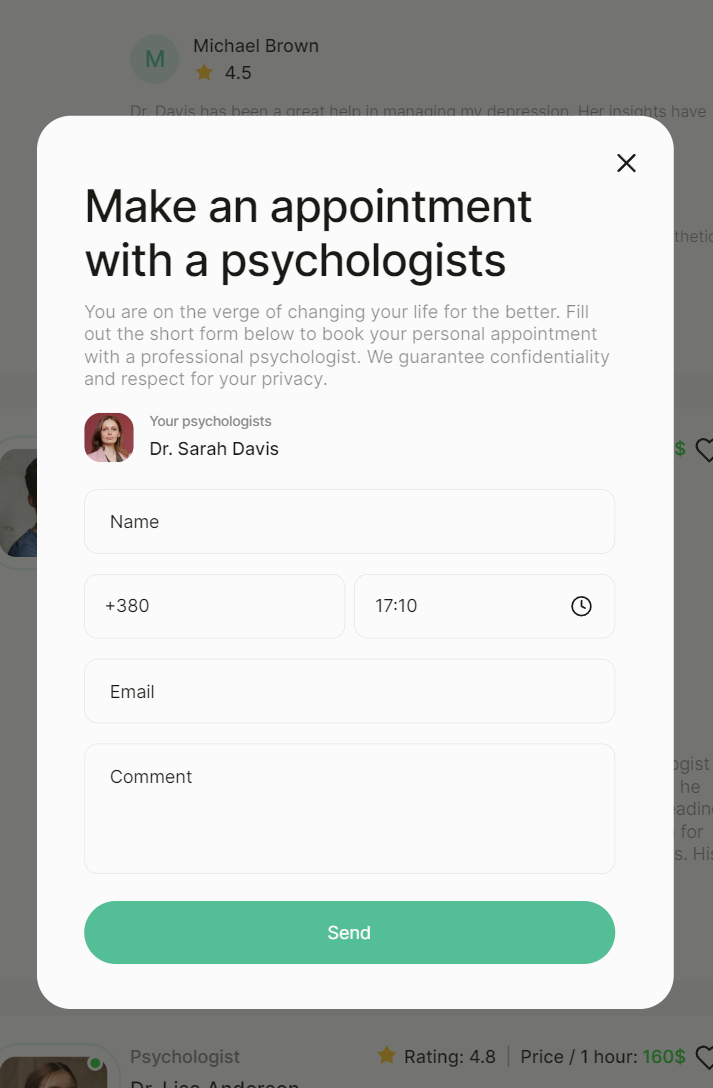 M
Michael Brown
4.5
Dr. Davis has been a great help in managing my depression. Her insights have
Make an appointment
with a psychologists
You are on the verge of changing your life for the better. Fill
out the short form below to book your personal appointment
with a professional psychologist. We guarantee confidentiality
and respect for your privacy.
Your psychologists
Dr. Sarah Davis
$
Name
+380
17:10
Email
Comment
he
for
Send
Psychologist
Rating: 4.8
Price / 1 hour: 160$
Dr. Lisa Anderson